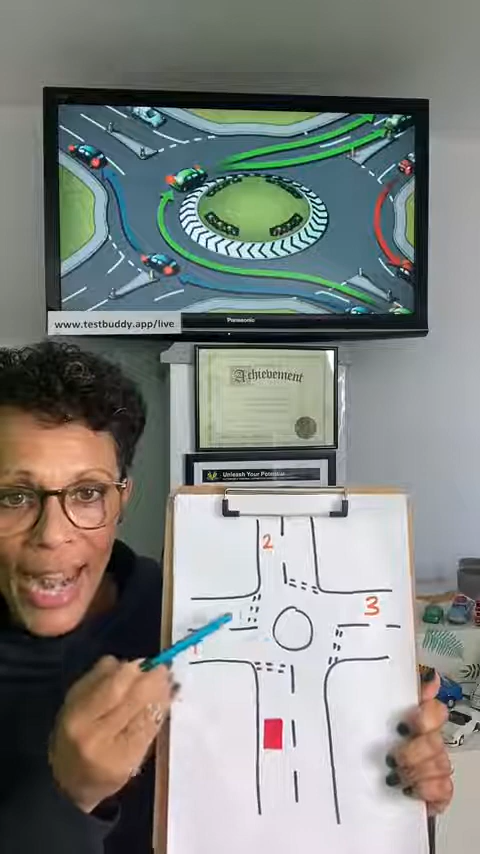 www.testbuddy.app/live
Panasonic
Achievement
Unleash Your Potential
2
3
1